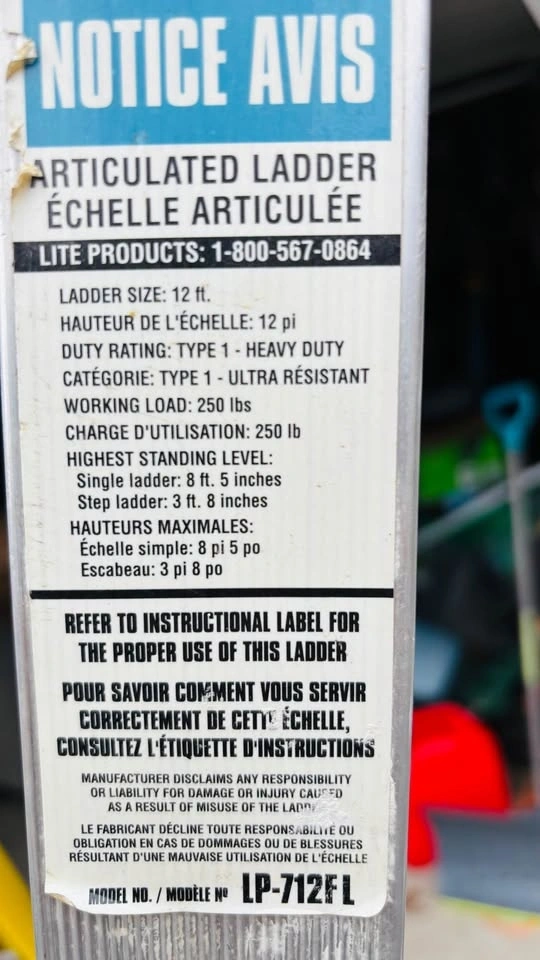 NOTICE AVIS
ARTICULATED LADDER
ÉCHELLE ARTICULÉE
LITE PRODUCTS: 1-800-567-0864
LADDER SIZE: 12 ft.
HAUTEUR DE L'ÉCHELLE: 12 pi
DUTY RATING: TYPE 1 - HEAVY DUTY
CATÉGORIE: TYPE 1 - ULTRA RÉSISTANT
WORKING LOAD: 250 lbs
CHARGE D'UTILISATION: 250 lb
HIGHEST STANDING LEVEL:
Single ladder: 8 ft. 5 inches
Step ladder: 3 ft. 8 inches
HAUTEURS MAXIMALES:
Échelle simple: 8 pi 5 po
Escabeau: 3 pi 8 po
REFER TO INSTRUCTIONAL LABEL FOR
THE PROPER USE OF THIS LADDER
POUR SAVOIR COMMENT VOUS SERVIR
CORRECTEMENT DE CETTE ÉCHELLE,
CONSULTEZ L'ÉTIQUETTE D'INSTRUCTIONS
MANUFACTURER DISCLAIMS ANY RESPONSIBILITY
OR LIABILITY FOR DAMAGE OR INJURY CAUSED
AS A RESULT OF MISUSE OF THE LADDER
LE FABRICANT DÉCLINE TOUTE RESPONSABILITÉ OU
OBLIGATION EN CAS DE DOMMAGES OU DE BLESSURES
RÉSULTANT D'UNE MAUVAISE UTILISATION DE L'ÉCHELLE
MODEL NO. / MODÈLE Nº LP-712FL